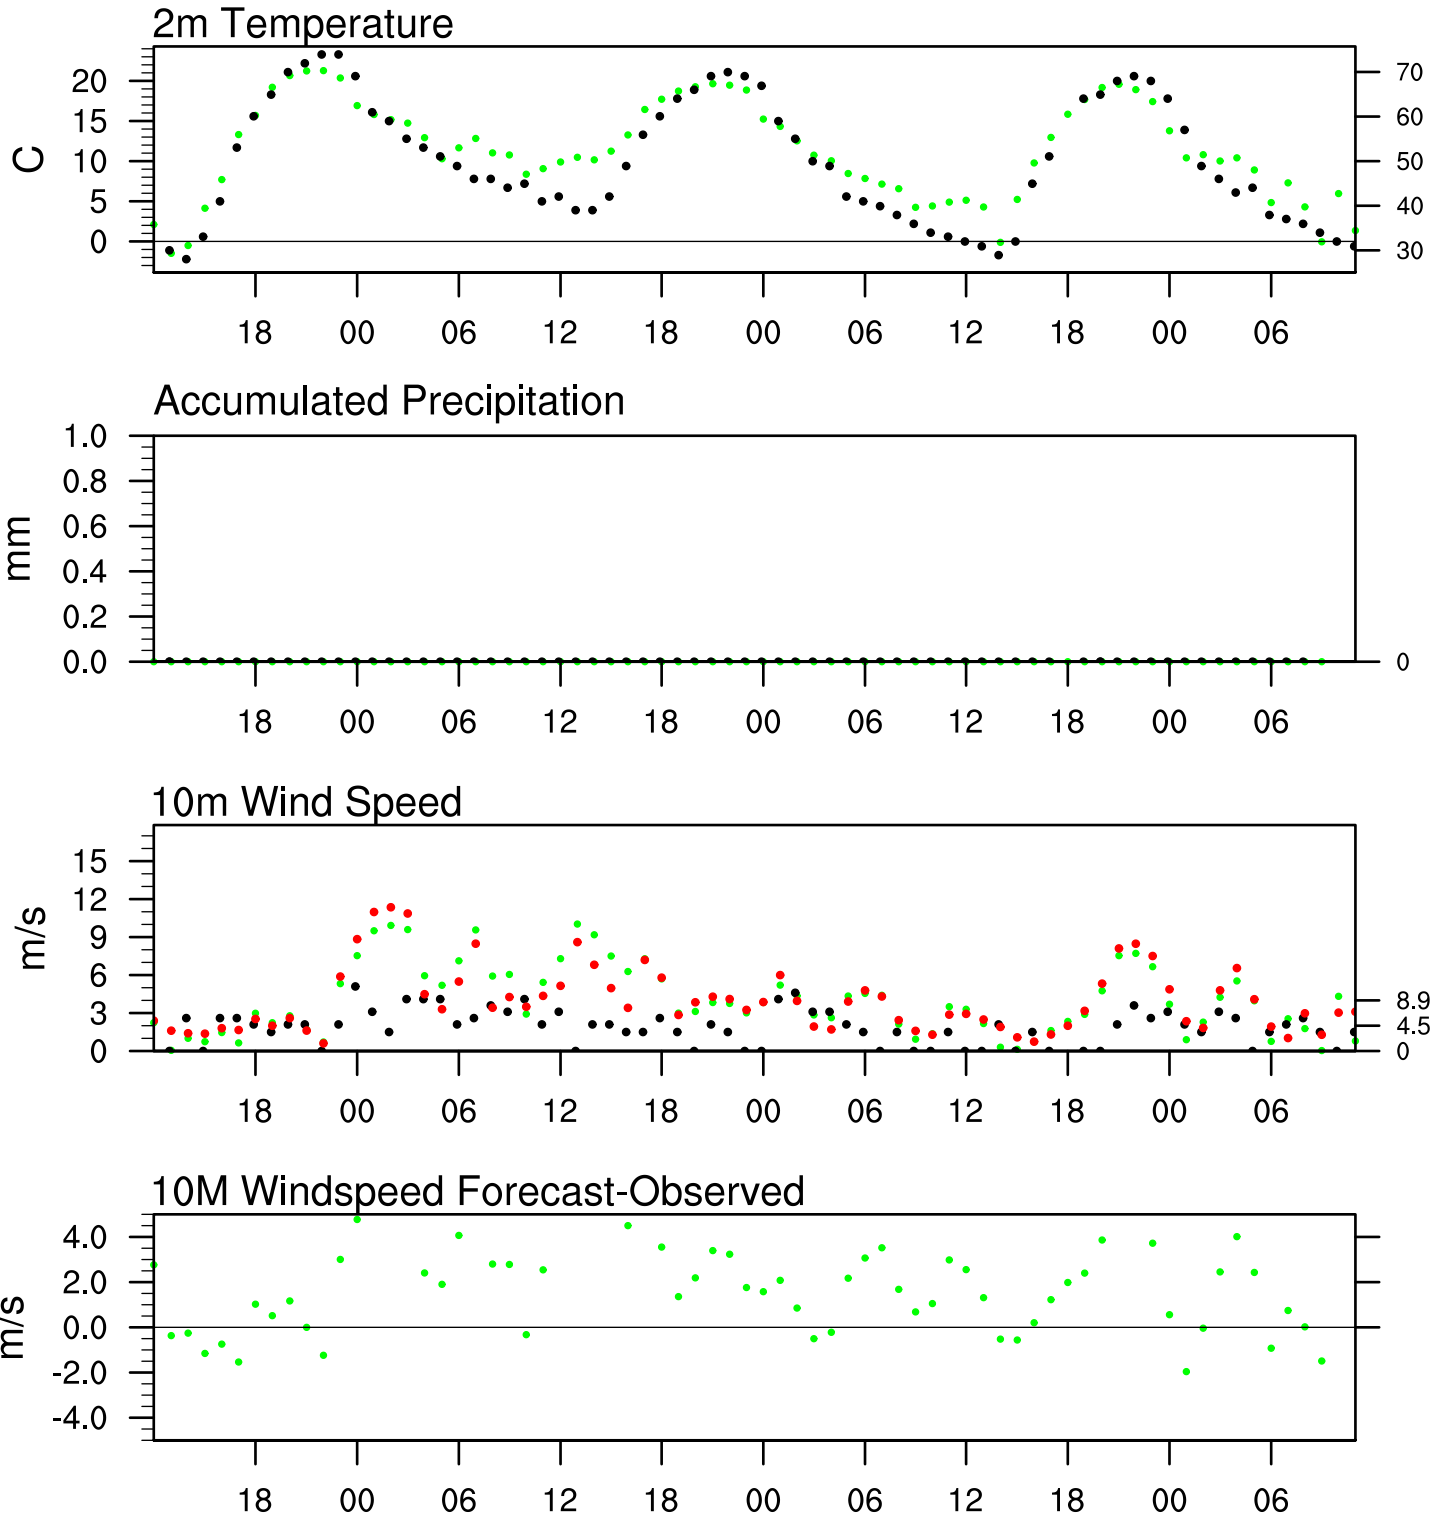 2m Temperature
20
15
10
5
0
C
70
60
50
40
30
18 00 06 12 18 00 06 12 18 00 06
Accumulated Precipitation
1.0
0.8
0.6
0.4
0.2
0.0
mm
0
18 00 06 12 18 00 06 12 18 00 06
10m Wind Speed
15
12
9
6
3
0
m/s
8.9
4.5
0
18 00 06 12 18 00 06 12 18 00 06
10M Windspeed Forecast-Observed
4.0
2.0
0.0
-2.0
-4.0
m/s
18 00 06 12 18 00 06 12 18 00 06